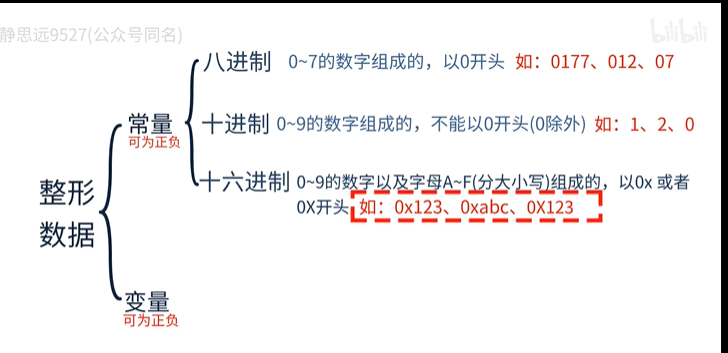 静思远9527(公众号同名)
bilibili
八进制 0~7的数字组成的，以0开头 如：0177、012、07
常量
可为正负
十进制 0~9的数字组成的，不能以0开头(0除外) 如：1、2、0
十六进制 0~9的数字以及字母A~F(分大小写)组成的，以0x 或者
0X开头 如：0x123、0xabc、0X123
整形
数据
变量
可为正负